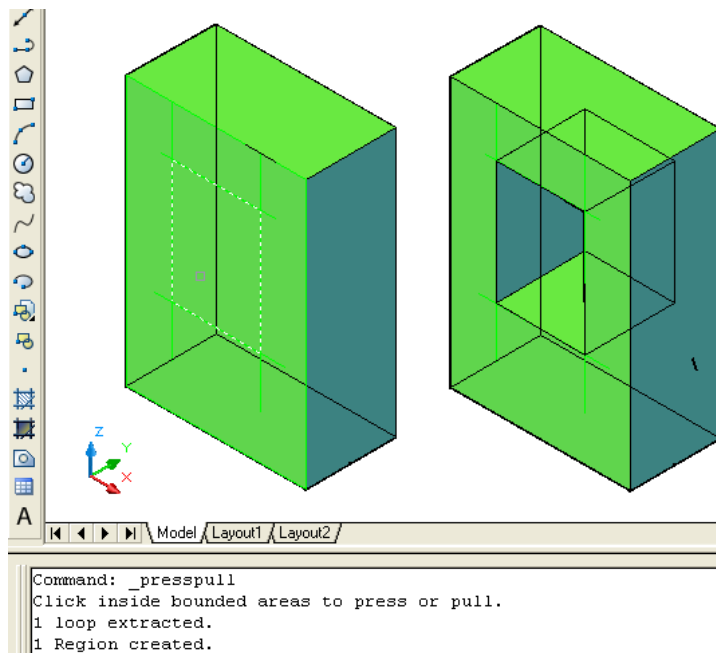 A
Z
Y
X
Model Layout1 Layout2
Command: _presspull
Click inside bounded areas to press or pull.
1 loop extracted.
1 Region created.